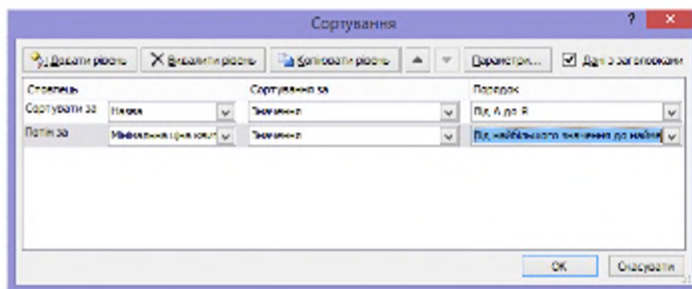 Сортування
Додати рівень Видалити рівень Копіювати рівень Параметри... Дані з заголовками
Стовпець Сортування за Порядок
Сортувати за Назва Значення Від А до Я
Потім за Мінімальна ціна Значення Від найбільшого значення до найме
OK Скасувати